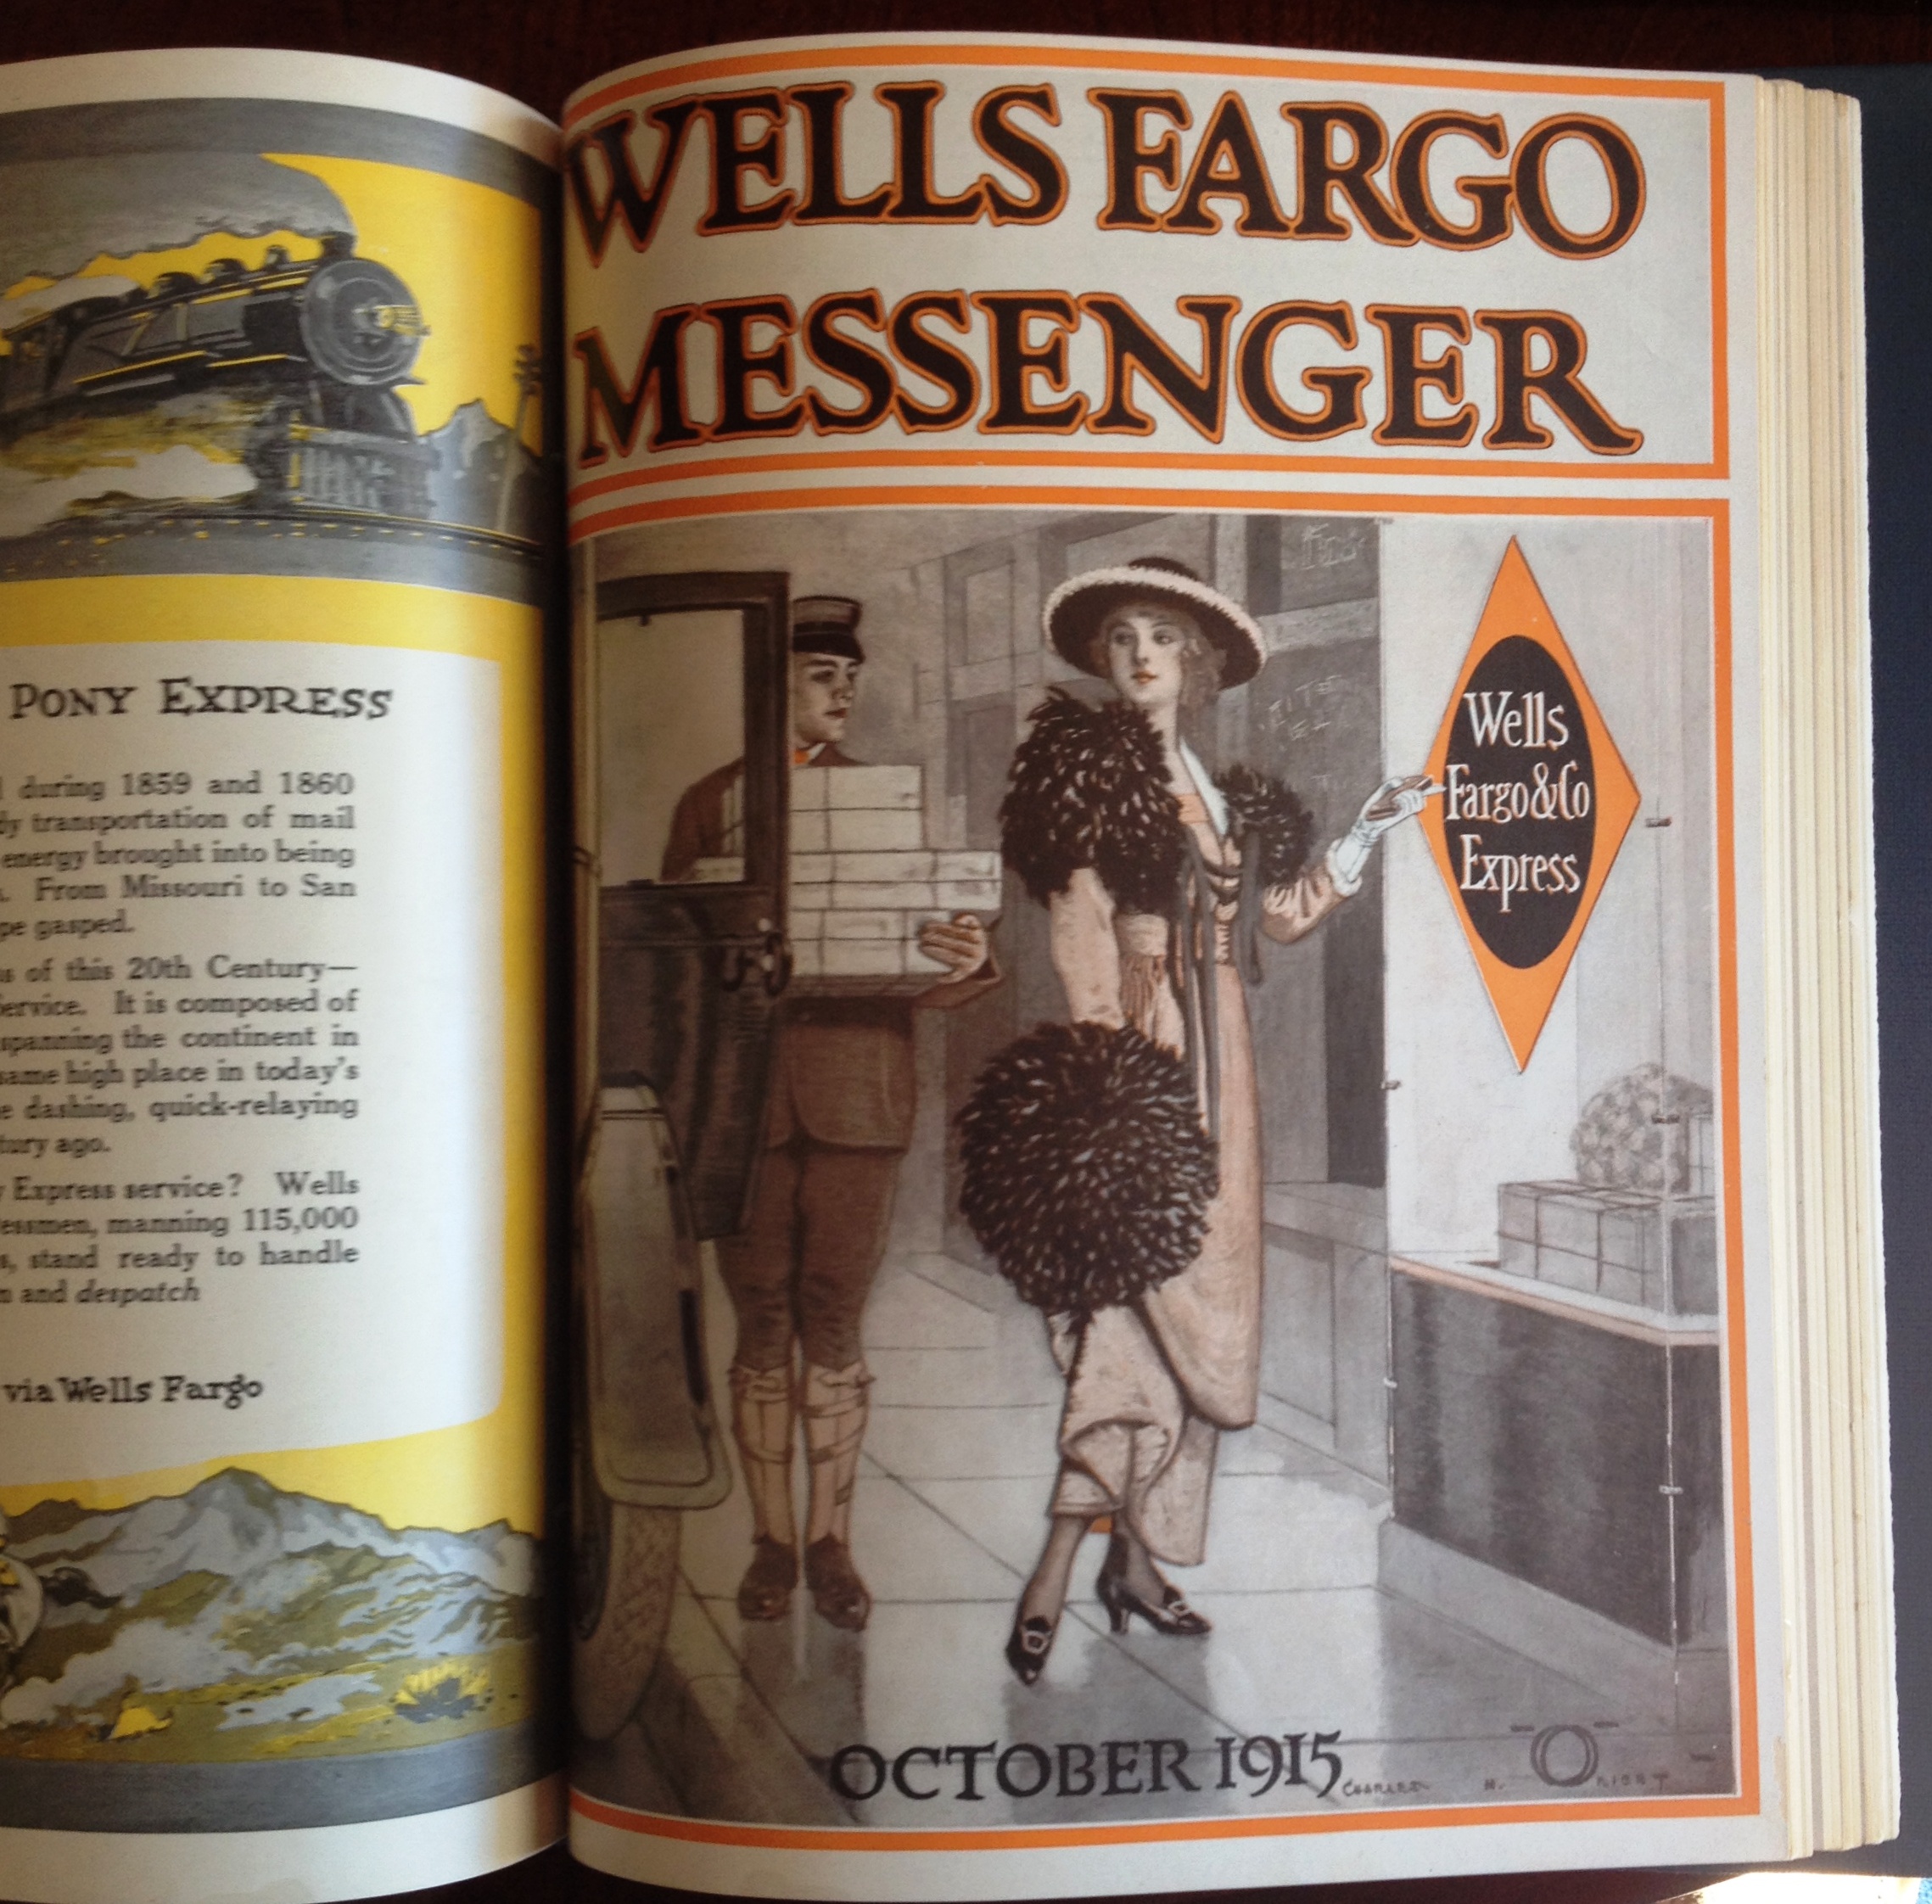 PONY EXPRESS
during 1859 and 1860
transportation of mail
energy brought into being
From Missouri to San
gasped.
of this 20th Century—
It is composed of
spanning the continent in
same high place in today's
dashing, quick-relaying
ago.
Express service? Wells
manning 115,000
stand ready to handle
and despatch
via Wells Fargo
WELLS FARGO
MESSENGER
Wells
Fargo&Co
Express
OCTOBER 1915
CHARLES H.